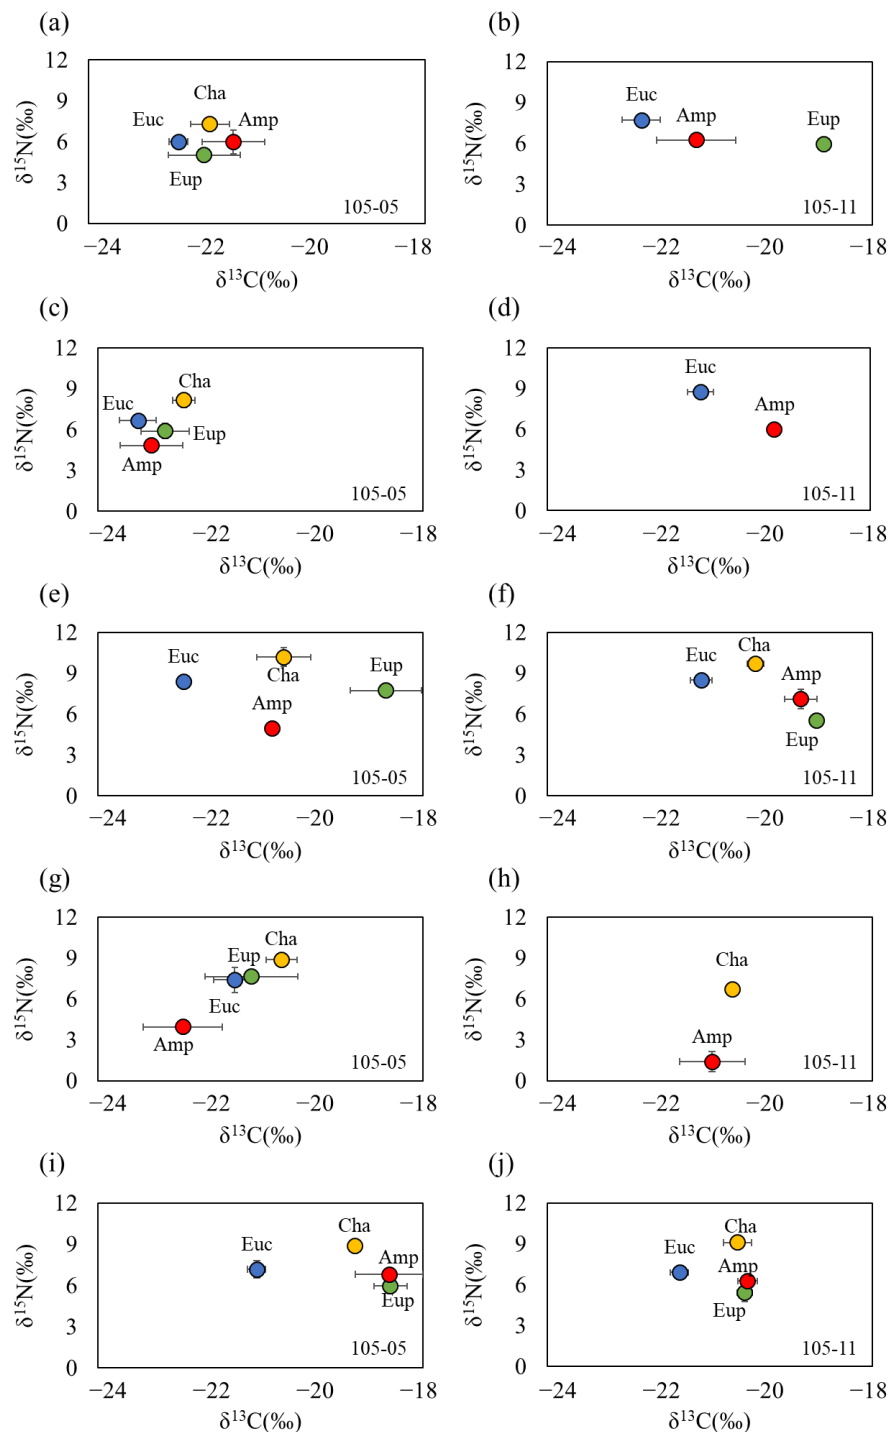 (a)
12
9
6
3
0
δ¹⁵N(‰)
Cha
Euc
Amp
Eup
105-05
−24
−22
−20
−18
δ¹³C(‰)
(b)
12
9
6
3
0
δ¹⁵N(‰)
Euc
Amp
Eup
105-11
−24
−22
−20
−18
δ¹³C(‰)
(c)
12
9
6
3
0
δ¹⁵N(‰)
Cha
Euc
Eup
Amp
105-05
−24
−22
−20
−18
δ¹³C(‰)
(d)
12
9
6
3
0
δ¹⁵N(‰)
Euc
Amp
105-11
−24
−22
−20
−18
δ¹³C(‰)
(e)
12
9
6
3
0
δ¹⁵N(‰)
Euc
Cha
Eup
Amp
105-05
−24
−22
−20
−18
δ¹³C(‰)
(f)
12
9
6
3
0
δ¹⁵N(‰)
Cha
Euc
Amp
Eup
105-11
−24
−22
−20
−18
δ¹³C(‰)
(g)
12
9
6
3
0
δ¹⁵N(‰)
Cha
Eup
Euc
Amp
105-05
−24
−22
−20
−18
δ¹³C(‰)
(h)
12
9
6
3
0
δ¹⁵N(‰)
Cha
Amp
105-11
−24
−22
−20
−18
δ¹³C(‰)
(i)
12
9
6
3
0
δ¹⁵N(‰)
Cha
Euc
Amp
Eup
105-05
−24
−22
−20
−18
δ¹³C(‰)
(j)
12
9
6
3
0
δ¹⁵N(‰)
Cha
Euc
Amp
Eup
105-11
−24
−22
−20
−18
δ¹³C(‰)